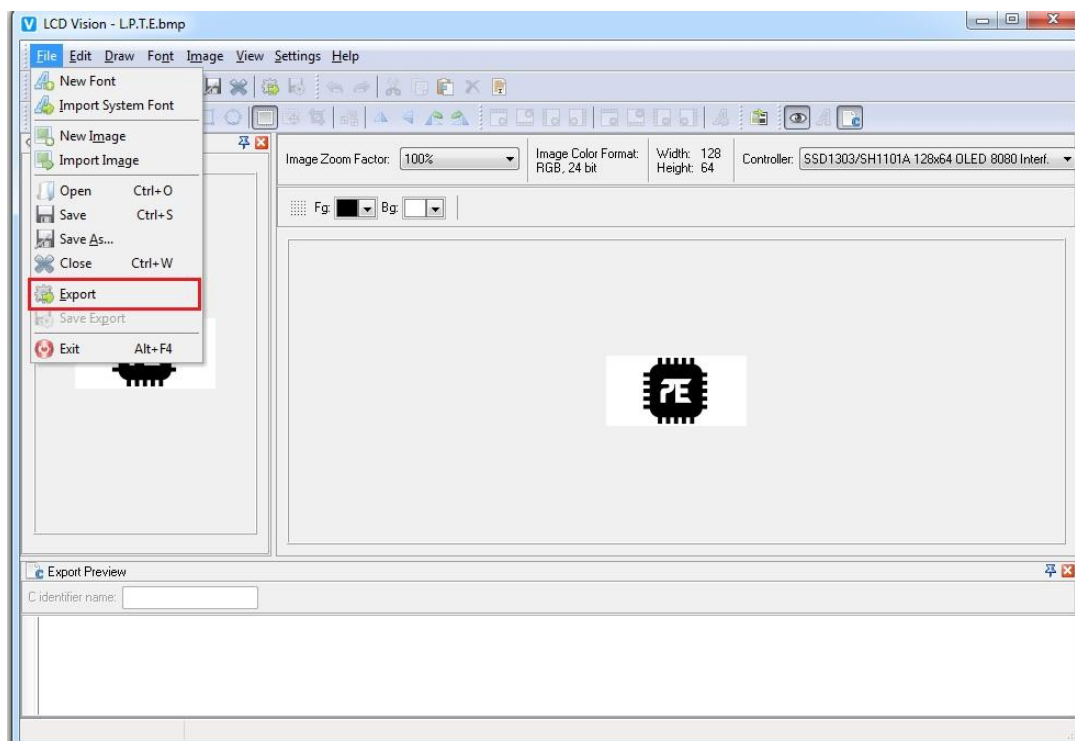 LCD Vision - L.P.T.E.bmp
File Edit Draw Font Image View Settings Help
New Font
Import System Font
New Image
Import Image
Open Ctrl+O
Save Ctrl+S
Save As...
Close Ctrl+W
Export
Save Export
Exit Alt+F4
Image Zoom Factor: 100%
Image Color Format:
RGB, 24 bit
Width: 128
Height: 64
Controller: SSD1303/SH1101A 128x64 OLED 8080 Interf.
Fg: Bg:
PE
Export Preview
C identifier name: